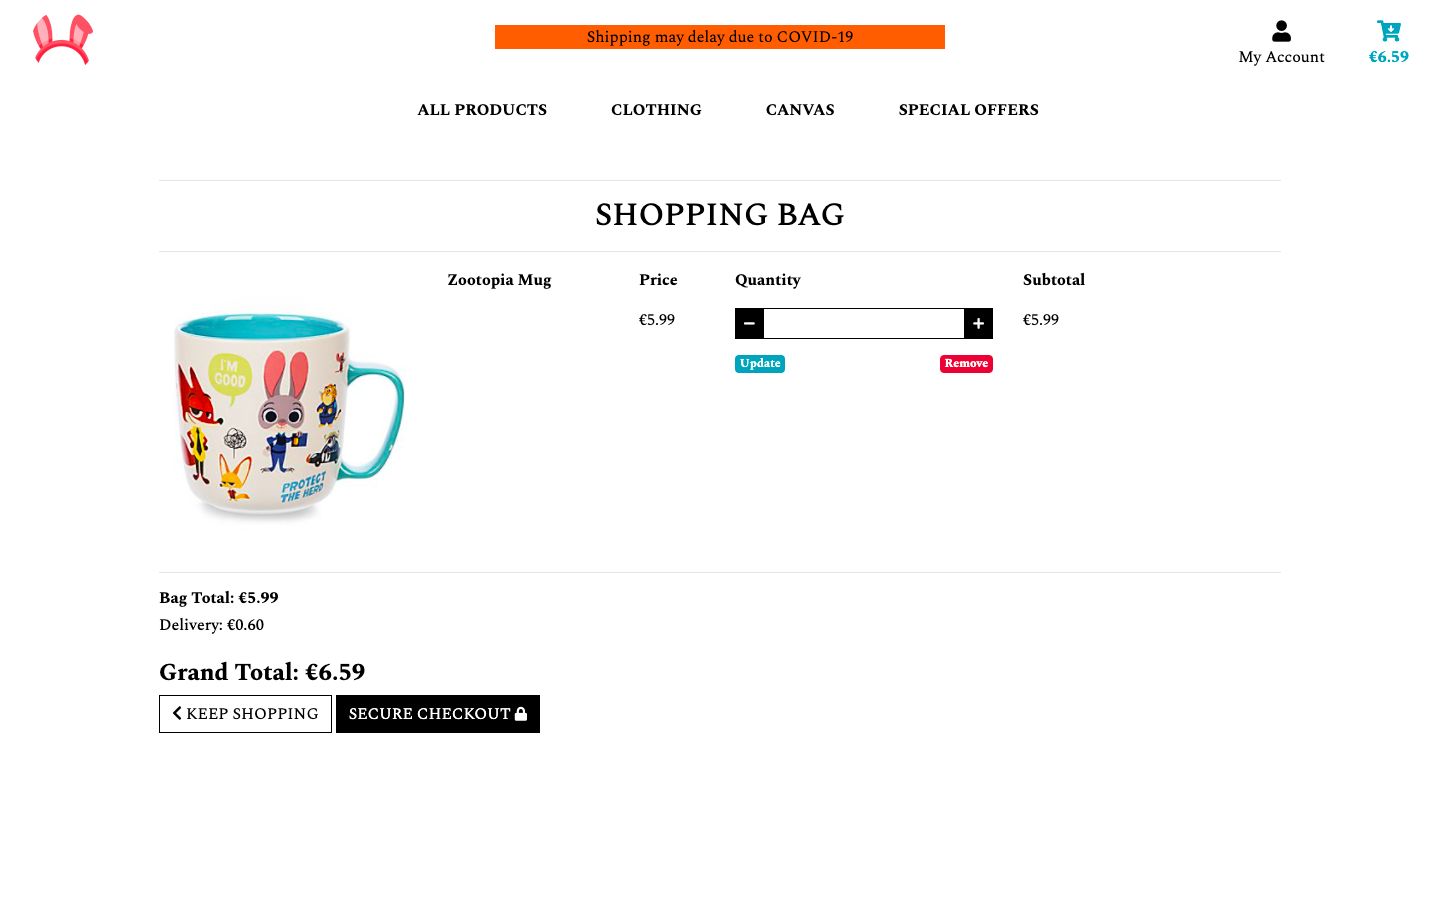 Shipping may delay due to COVID-19
My Account
€6.59
ALL PRODUCTS CLOTHING CANVAS SPECIAL OFFERS
SHOPPING BAG
Zootopia Mug Price Quantity Subtotal
€5.99 €5.99
Update Remove
I'M
GOOD
PROTECT
THE HERD
Bag Total: €5.99
Delivery: €0.60
Grand Total: €6.59
KEEP SHOPPING SECURE CHECKOUT